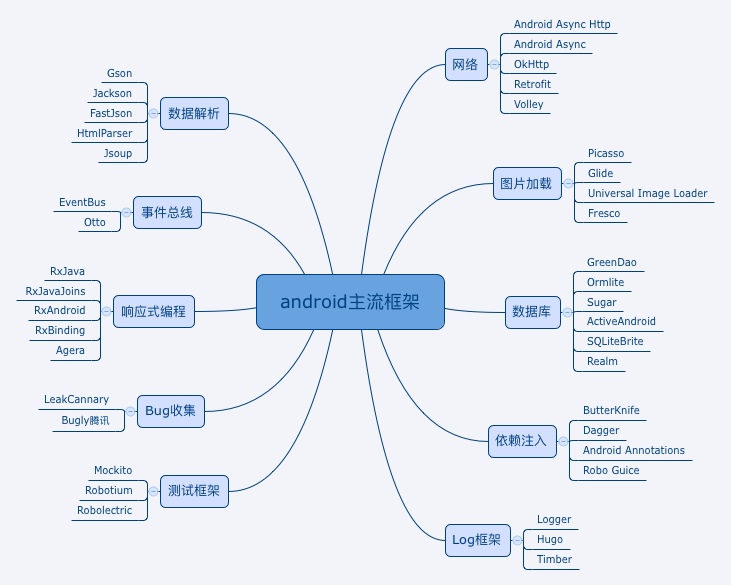 android主流框架
网络
Android Async Http
Android Async
OkHttp
Retrofit
Volley
图片加载
Picasso
Glide
Universal Image Loader
Fresco
数据库
GreenDao
Ormlite
Sugar
ActiveAndroid
SQLiteBrite
Realm
依赖注入
ButterKnife
Dagger
Android Annotations
Robo Guice
Log框架
Logger
Hugo
Timber
数据解析
Gson
Jackson
FastJson
HtmlParser
Jsoup
事件总线
EventBus
Otto
响应式编程
RxJava
RxJavaJoins
RxAndroid
RxBinding
Agera
Bug收集
LeakCannary
Bugly腾讯
测试框架
Mockito
Robotium
Robolectric